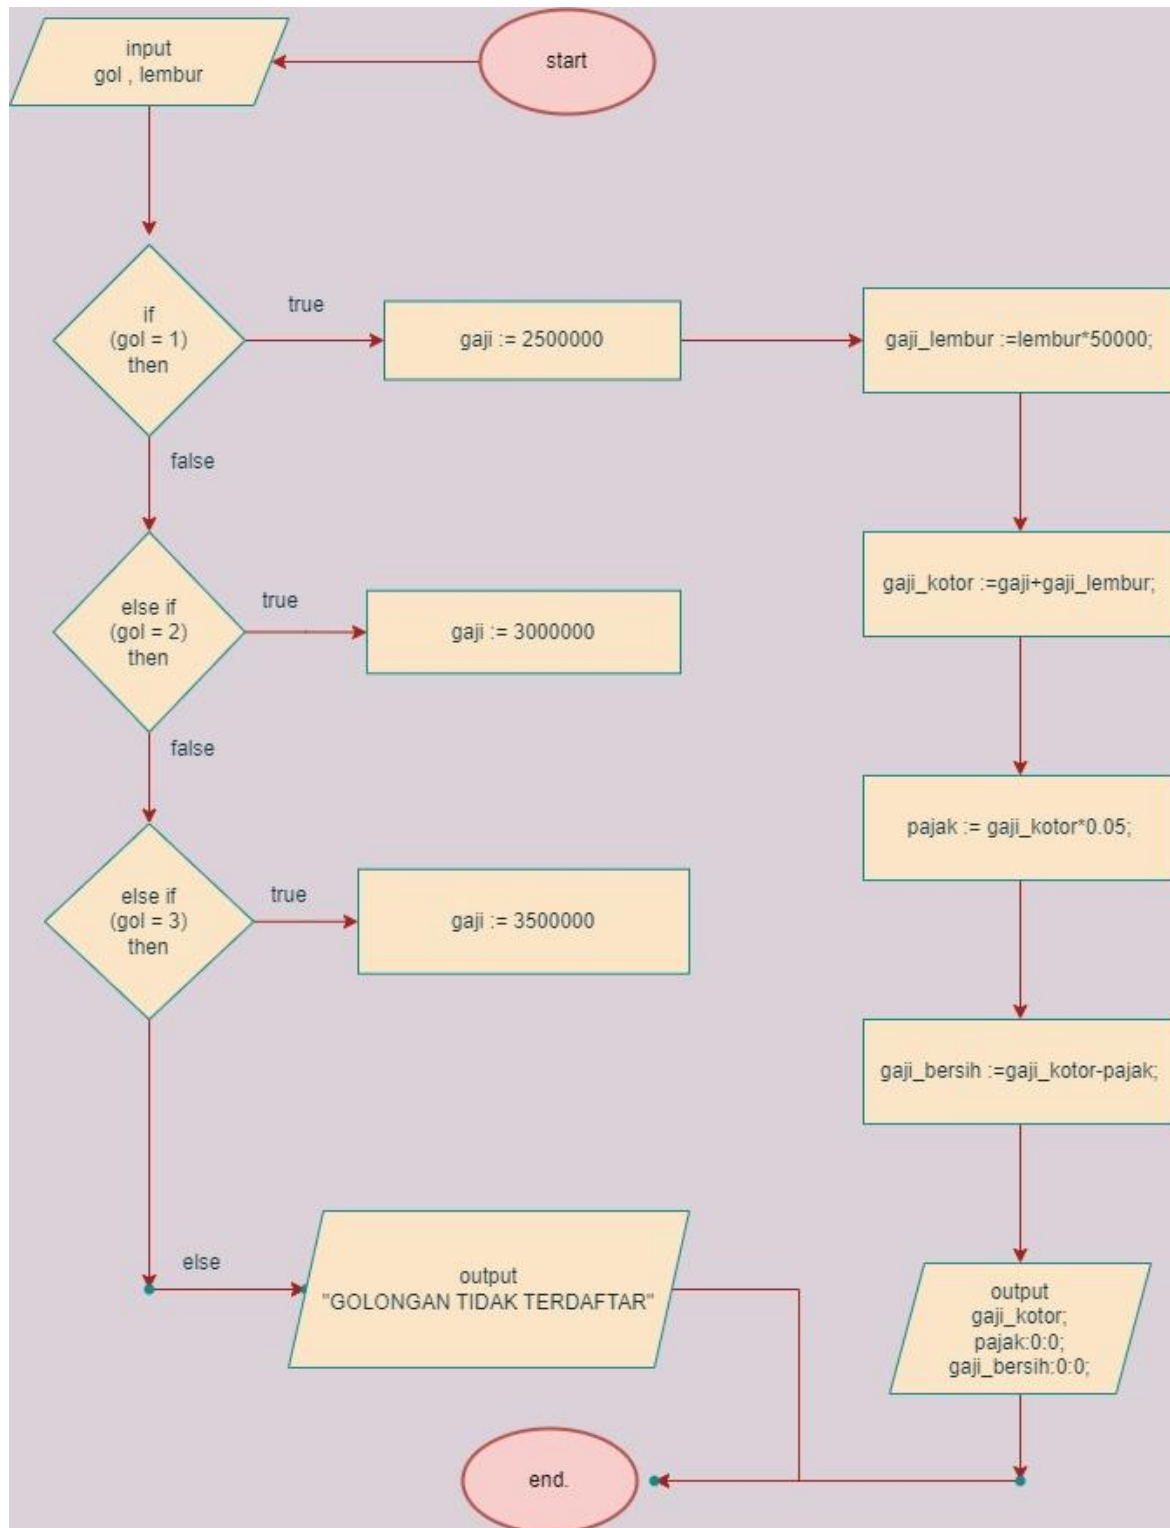 start
input
gol , lembur
if
(gol = 1)
then
true
gaji := 2500000
gaji_lembur :=lembur*50000;
false
gaji_kotor :=gaji+gaji_lembur;
else if
(gol = 2)
then
true
gaji := 3000000
false
pajak := gaji_kotor*0.05;
else if
(gol = 3)
then
true
gaji := 3500000
gaji_bersih :=gaji_kotor-pajak;
else
output
"GOLONGAN TIDAK TERDAFTAR"
output
gaji_kotor;
pajak:0:0;
gaji_bersih:0:0;
end.